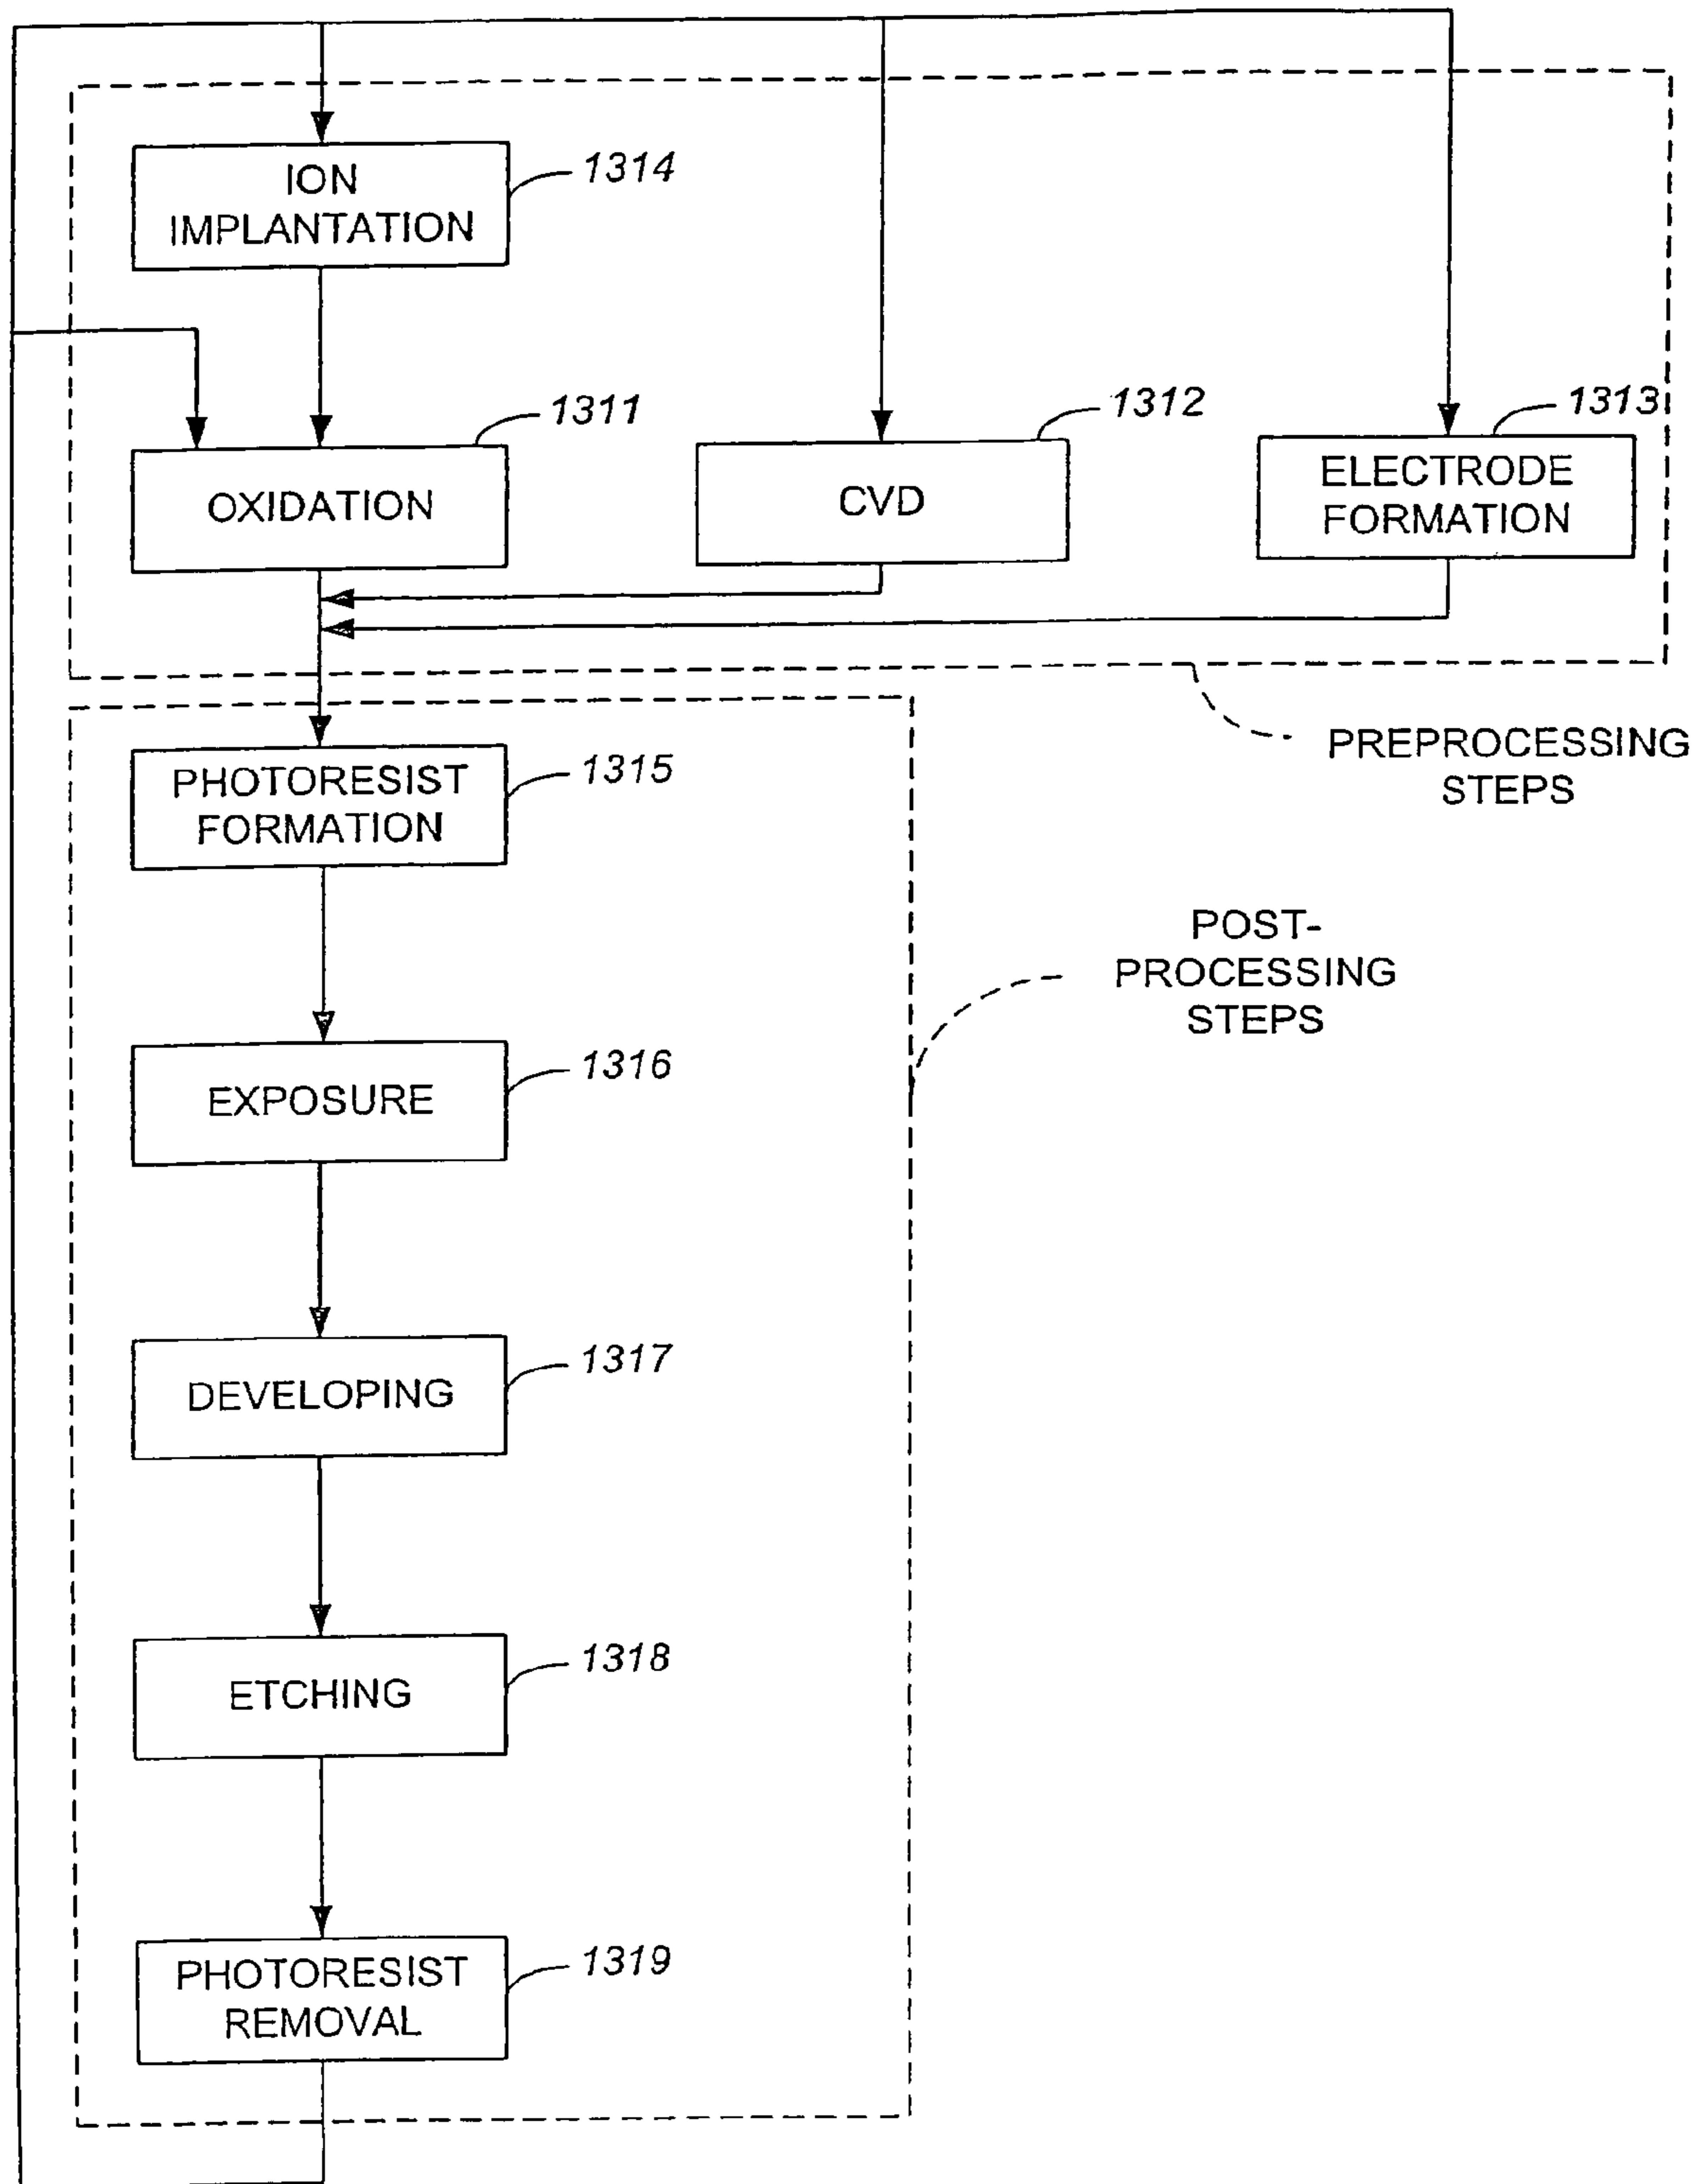 ION
IMPLANTATION
1314
OXIDATION
1311
CVD
1312
ELECTRODE
FORMATION
1313
PREPROCESSING
STEPS
PHOTORESIST
FORMATION
1315
POST-
PROCESSING
STEPS
EXPOSURE
1316
DEVELOPING
1317
ETCHING
1318
PHOTORESIST
REMOVAL
1319